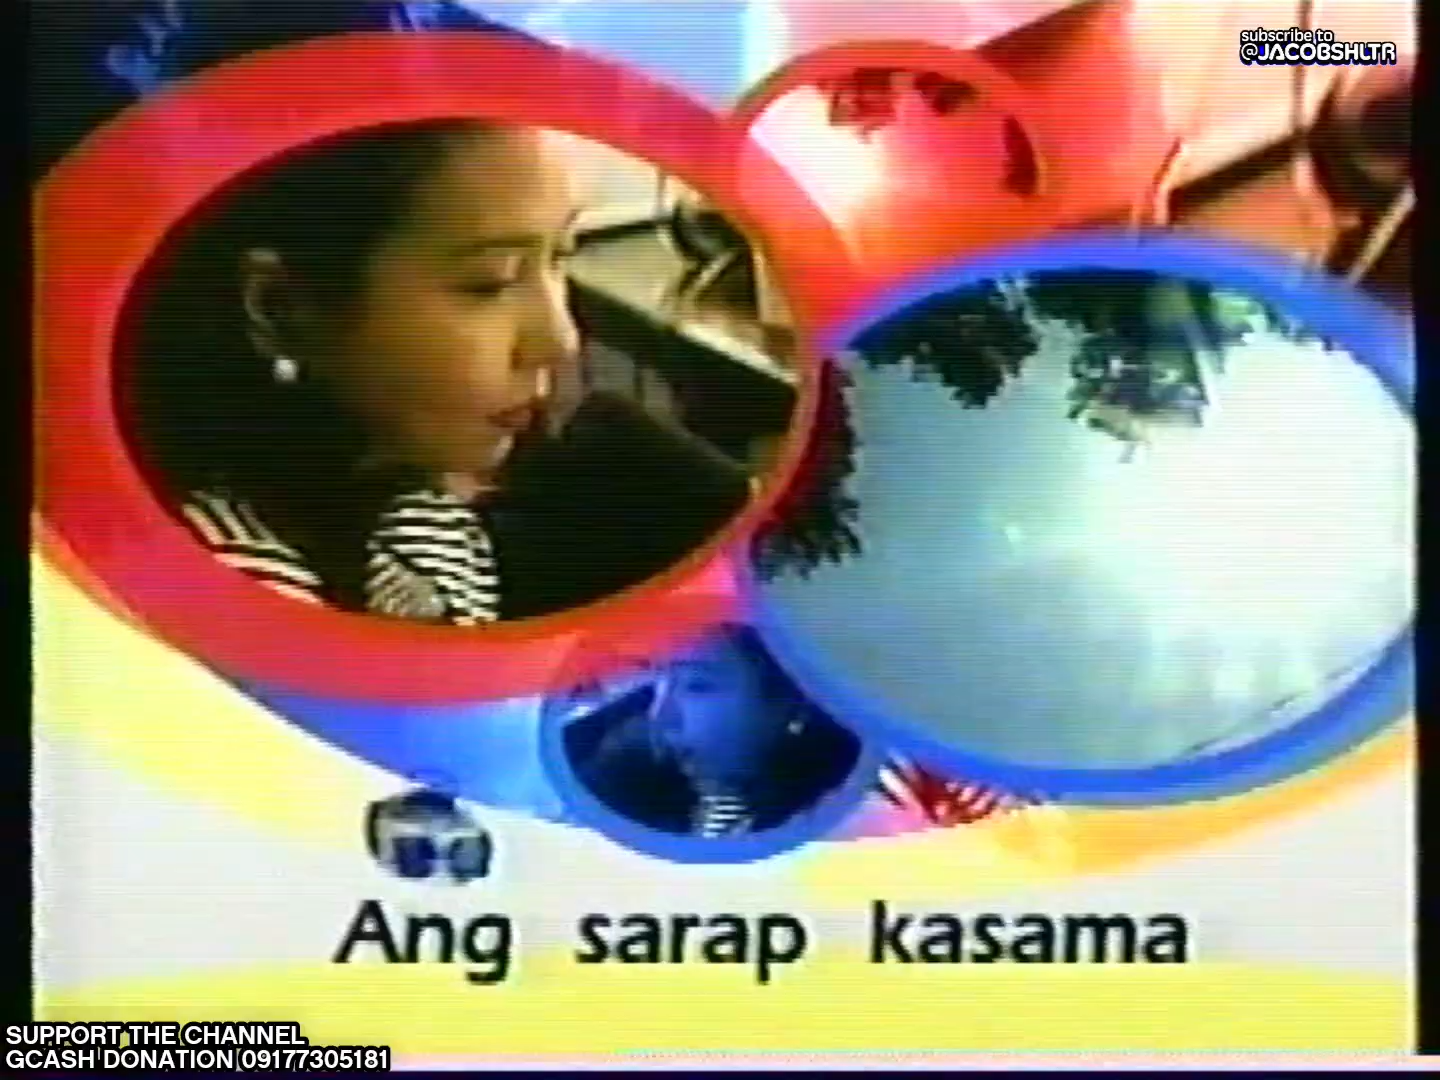 subscribe to
@JACOBSHLTR
Ang sarap kasama
SUPPORT THE CHANNEL
GCASH DONATION 09177305181